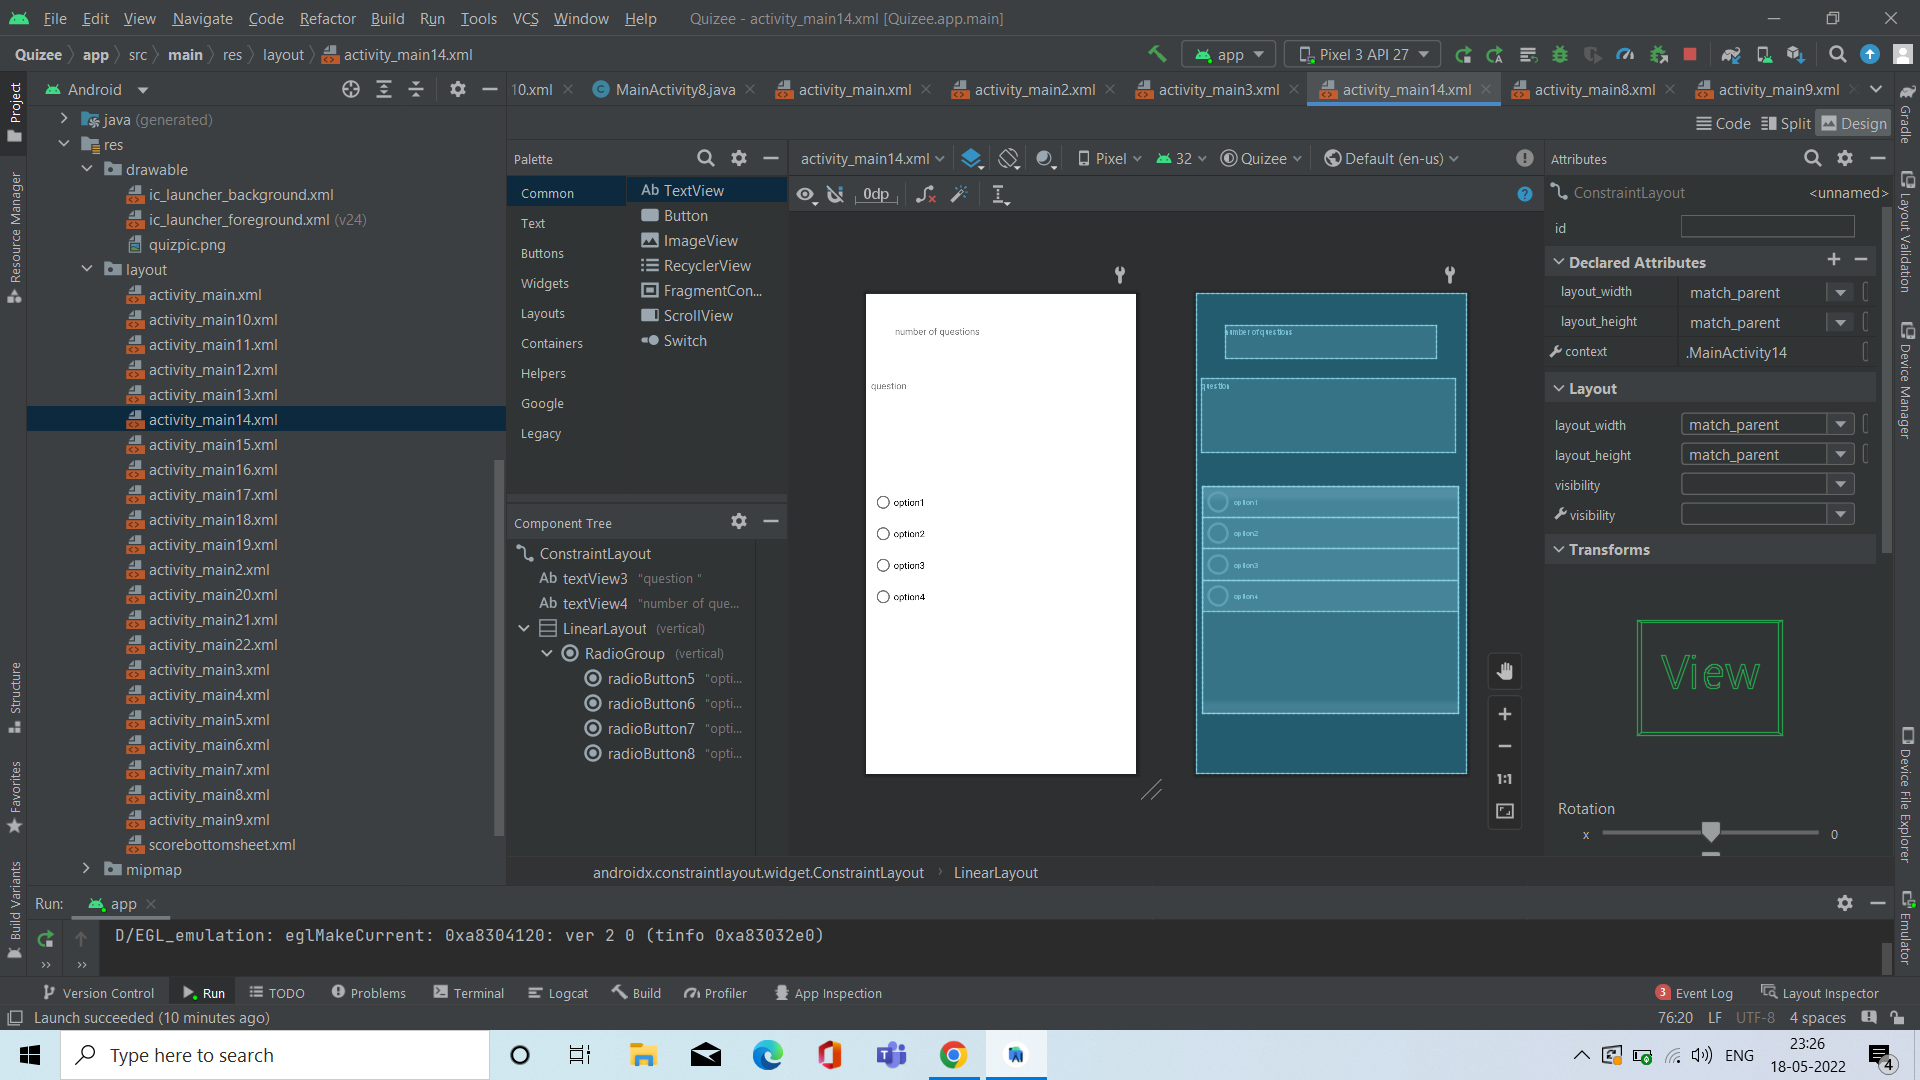 File Edit View Navigate Code Refactor Build Run Tools VCS Window Help Quizee - activity_main14.xml [Quizee.app.main]
Quizee app src main res layout activity_main14.xml
app Pixel 3 API 27
Project
Android
10.xml MainActivity8.java activity_main.xml activity_main2.xml activity_main3.xml activity_main14.xml activity_main8.xml activity_main9.xml
Gradle
Code Split Design
java (generated)
res
drawable
ic_launcher_background.xml
ic_launcher_foreground.xml (v24)
quizpic.png
layout
activity_main.xml
activity_main10.xml
activity_main11.xml
activity_main12.xml
activity_main13.xml
activity_main14.xml
activity_main15.xml
activity_main16.xml
activity_main17.xml
activity_main18.xml
activity_main19.xml
activity_main2.xml
activity_main20.xml
activity_main21.xml
activity_main22.xml
activity_main3.xml
activity_main4.xml
activity_main5.xml
activity_main6.xml
activity_main7.xml
activity_main8.xml
activity_main9.xml
scorebottomsheet.xml
mipmap
Resource Manager
Structure
Favorites
Build Variants
Palette
Common
Text
Buttons
Widgets
Layouts
Containers
Helpers
Google
Legacy
Ab TextView
Button
ImageView
RecyclerView
FragmentCon...
ScrollView
Switch
Component Tree
ConstraintLayout
Ab textView3 "question "
Ab textView4 "number of que...
LinearLayout (vertical)
RadioGroup (vertical)
radioButton5 "opti...
radioButton6 "opti...
radioButton7 "opti...
radioButton8 "opti...
activity_main14.xml Pixel 32 Quizee Default (en-us)
0dp
number of questions
question
option1
option2
option3
option4
number of questions
question
option1
option2
option3
option4
1:1
androidx.constraintlayout.widget.ConstraintLayout LinearLayout
Attributes
ConstraintLayout <unnamed>
id
Declared Attributes
layout_width match_parent
layout_height match_parent
context .MainActivity14
Layout
layout_width match_parent
layout_height match_parent
visibility
visibility
Transforms
View
Rotation
x 0
Layout Validation
Device Manager
Device File Explorer
Emulator
Run: app
D/EGL_emulation: eglMakeCurrent: 0xa8304120: ver 2 0 (tinfo 0xa83032e0)
Version Control Run TODO Problems Terminal Logcat Build Profiler App Inspection 3 Event Log Layout Inspector
Launch succeeded (10 minutes ago) 76:20 LF UTF-8 4 spaces
Type here to search
ENG
23:26
18-05-2022
4